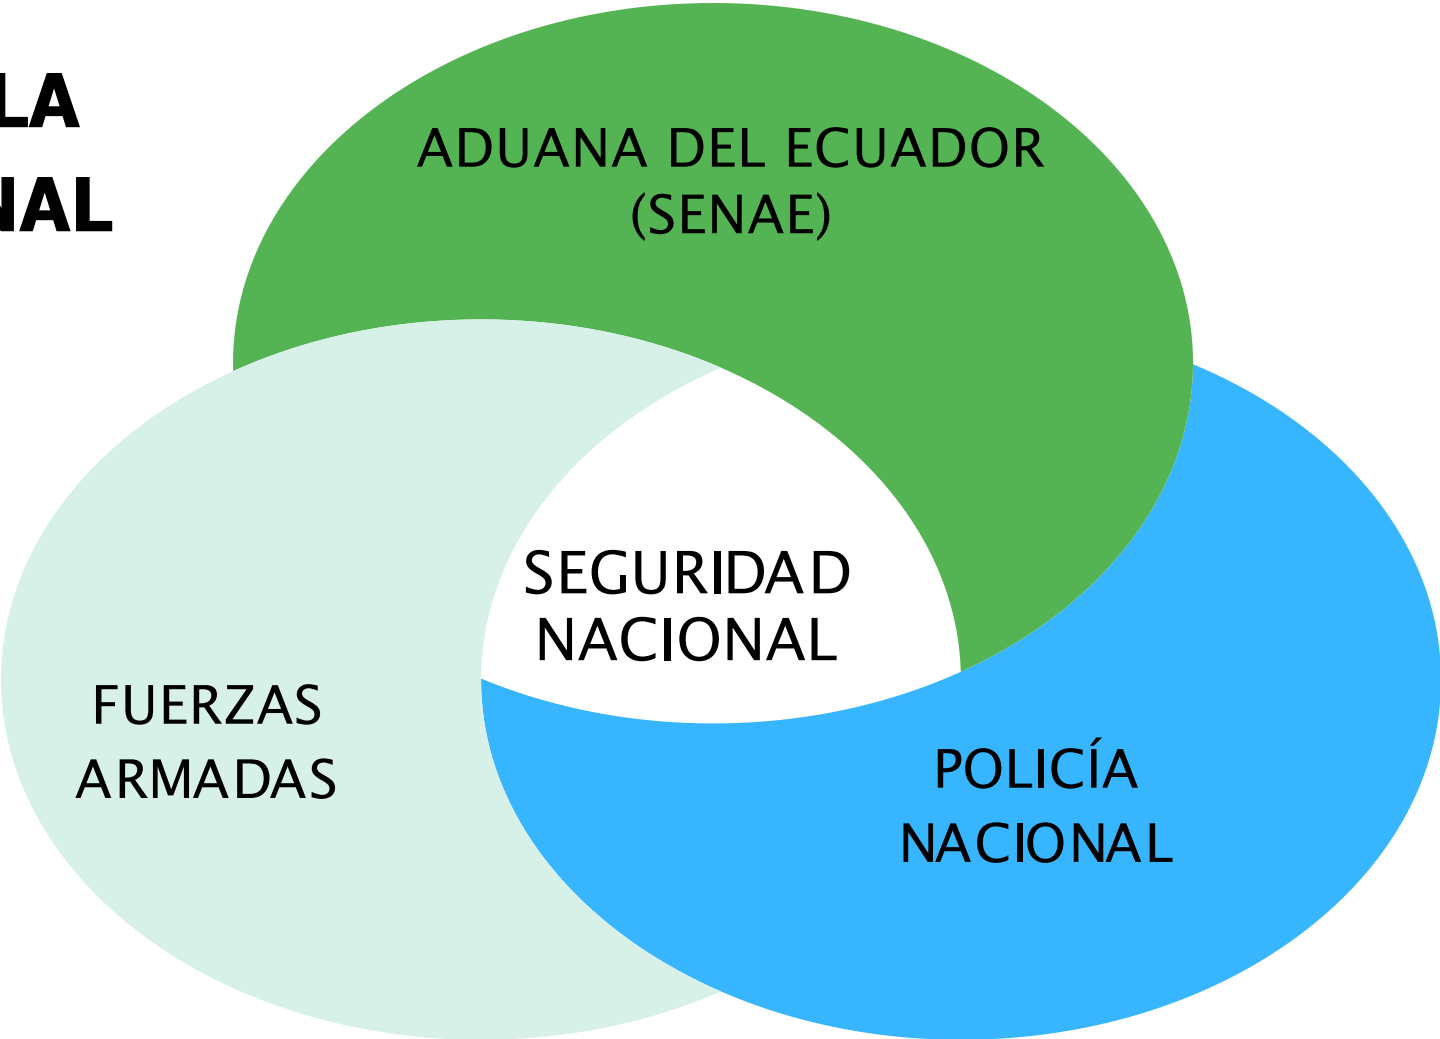 LA
NAL
ADUANA DEL ECUADOR
(SENAE)
SEGURIDAD
NACIONAL
FUERZAS
ARMADAS
POLICÍA
NACIONAL